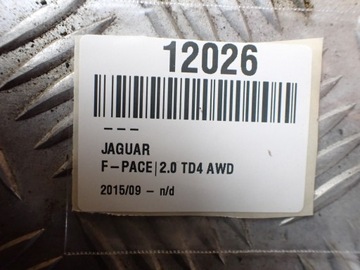 12026
---
JAGUAR
F-PACE|2.0 TD4 AWD
2015/09 - n/d